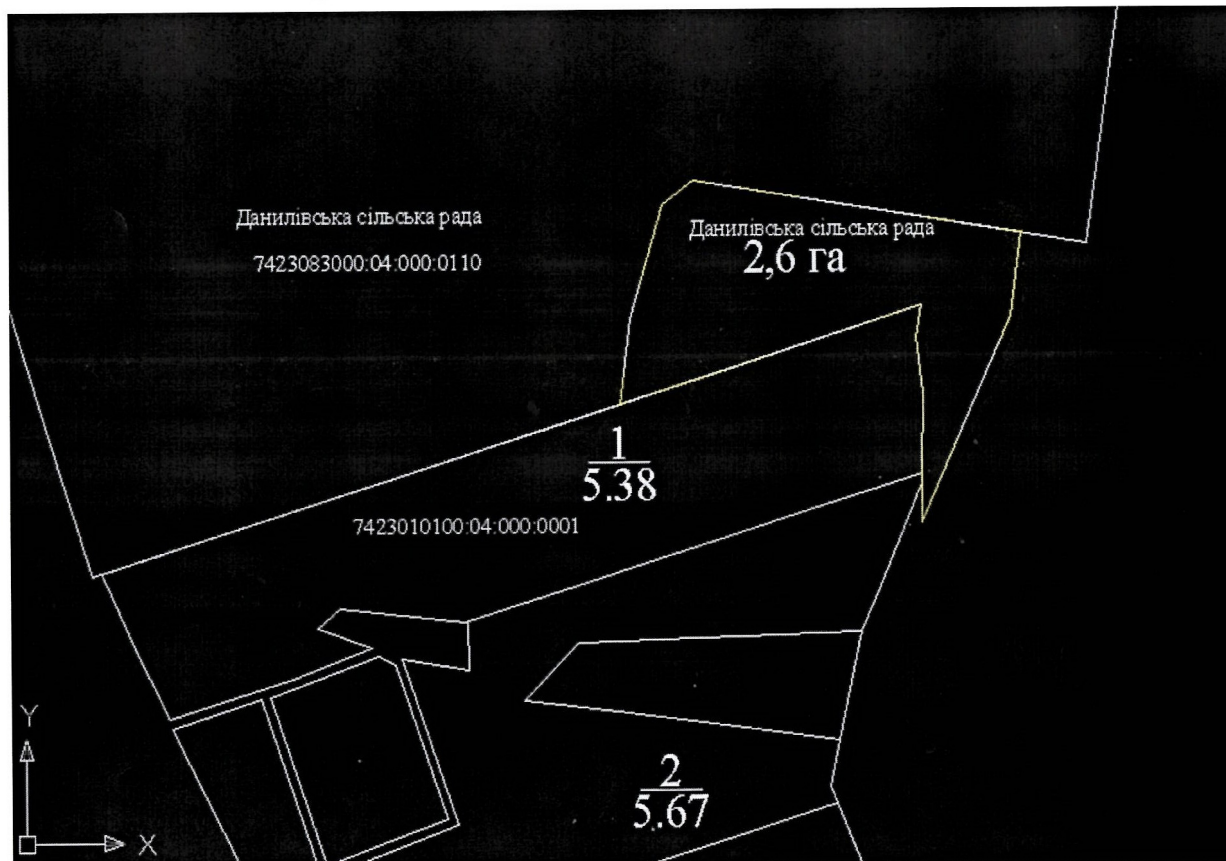 Данилівська сільська рада
7423083000:04:000:0110
Данилівська сільська рада
2,6 га
1
5.38
7423010100:04:000:0001
2
5.67
Y
X